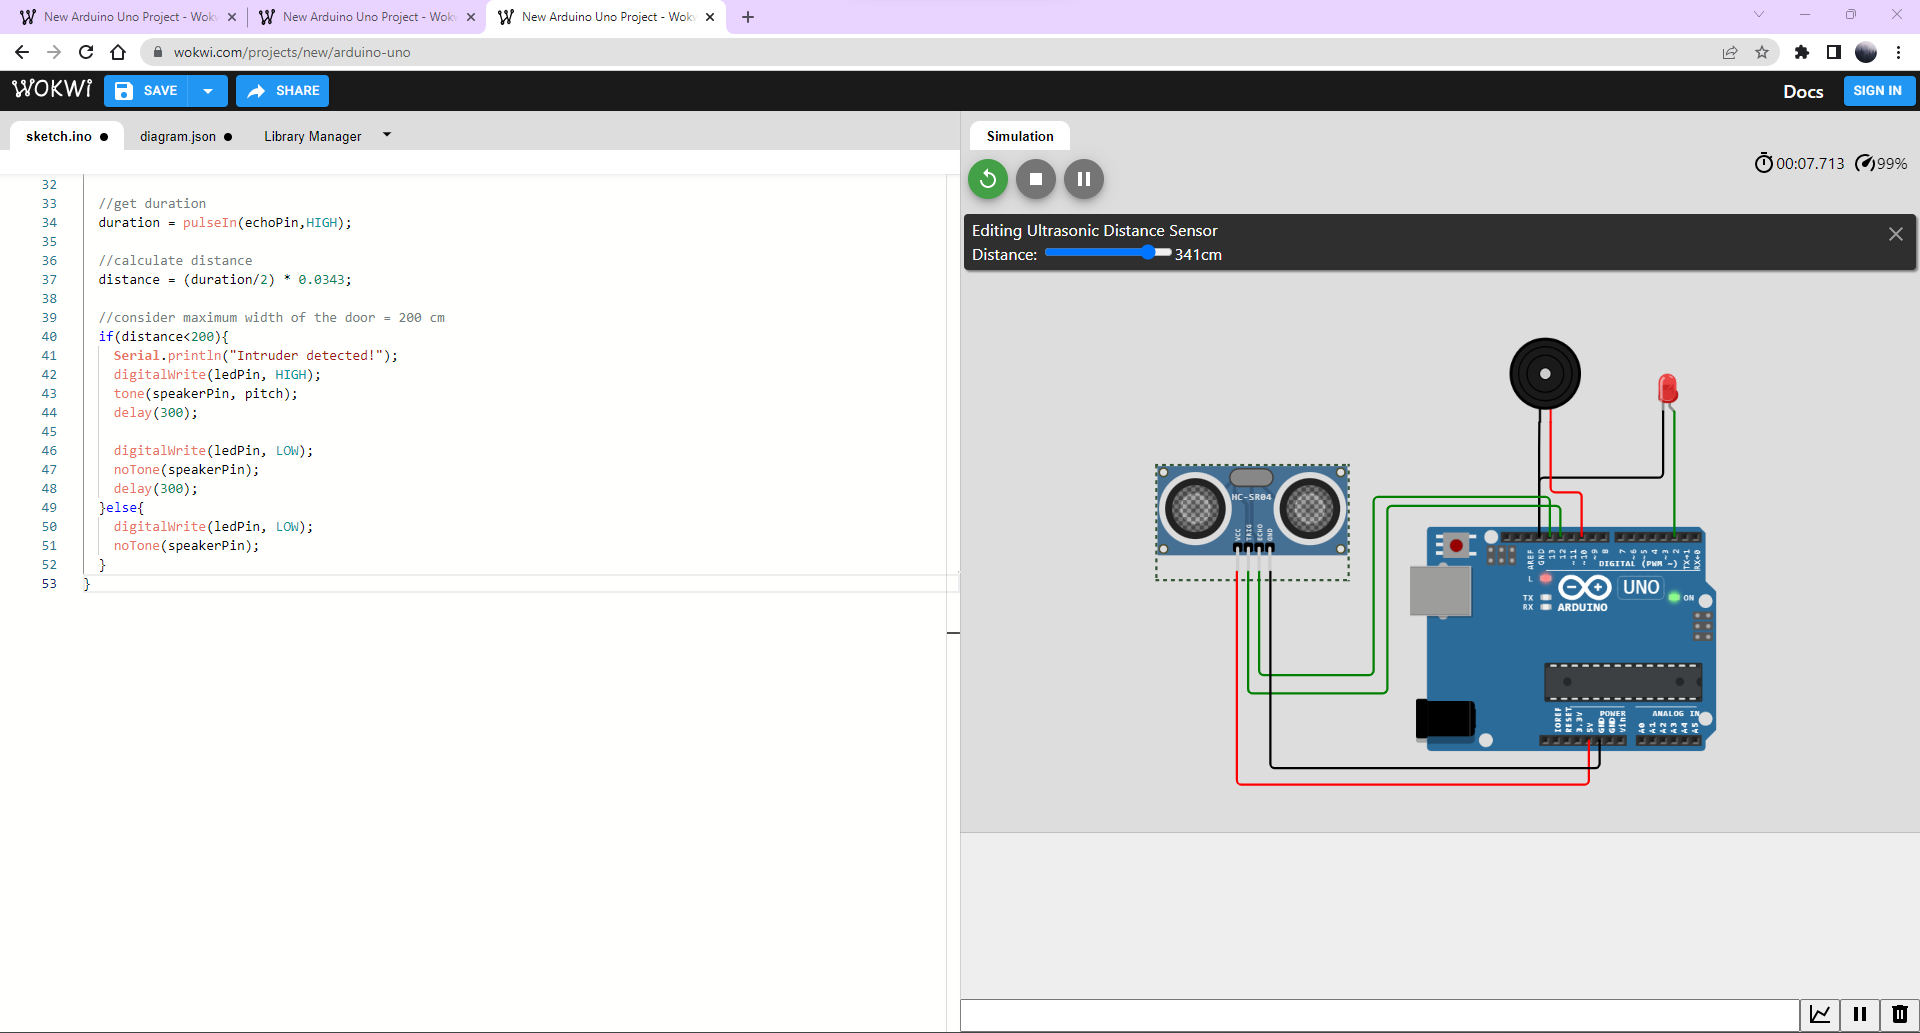 New Arduino Uno Project - Wokw
New Arduino Uno Project - Wokw
New Arduino Uno Project - Wokw
wokwi.com/projects/new/arduino-uno
WOKWi
SAVE
SHARE
Docs
SIGN IN
sketch.ino
diagram.json
Library Manager
32
33 //get duration
34 duration = pulseIn(echoPin,HIGH);
35
36 //calculate distance
37 distance = (duration/2) * 0.0343;
38
39 //consider maximum width of the door = 200 cm
40 if(distance<200){
41 Serial.println("Intruder detected!");
42 digitalWrite(ledPin, HIGH);
43 tone(speakerPin, pitch);
44 delay(300);
45
46 digitalWrite(ledPin, LOW);
47 noTone(speakerPin);
48 delay(300);
49 }else{
50 digitalWrite(ledPin, LOW);
51 noTone(speakerPin);
52 }
53 }
Simulation
00:07.713 99%
Editing Ultrasonic Distance Sensor
Distance: 341cm
HC-SR04
VCC TRIG ECHO GND
AREF GND 13 12 ~11 ~10 ~9 8 7 ~6 ~5 4 ~3 2 TX→1 RX←0
DIGITAL (PWM ~)
L
TX
RX
ARDUINO
UNO
ON
IOREF RESET 3.3V 5V GND GND Vin
POWER
ANALOG IN
A0 A1 A2 A3 A4 A5